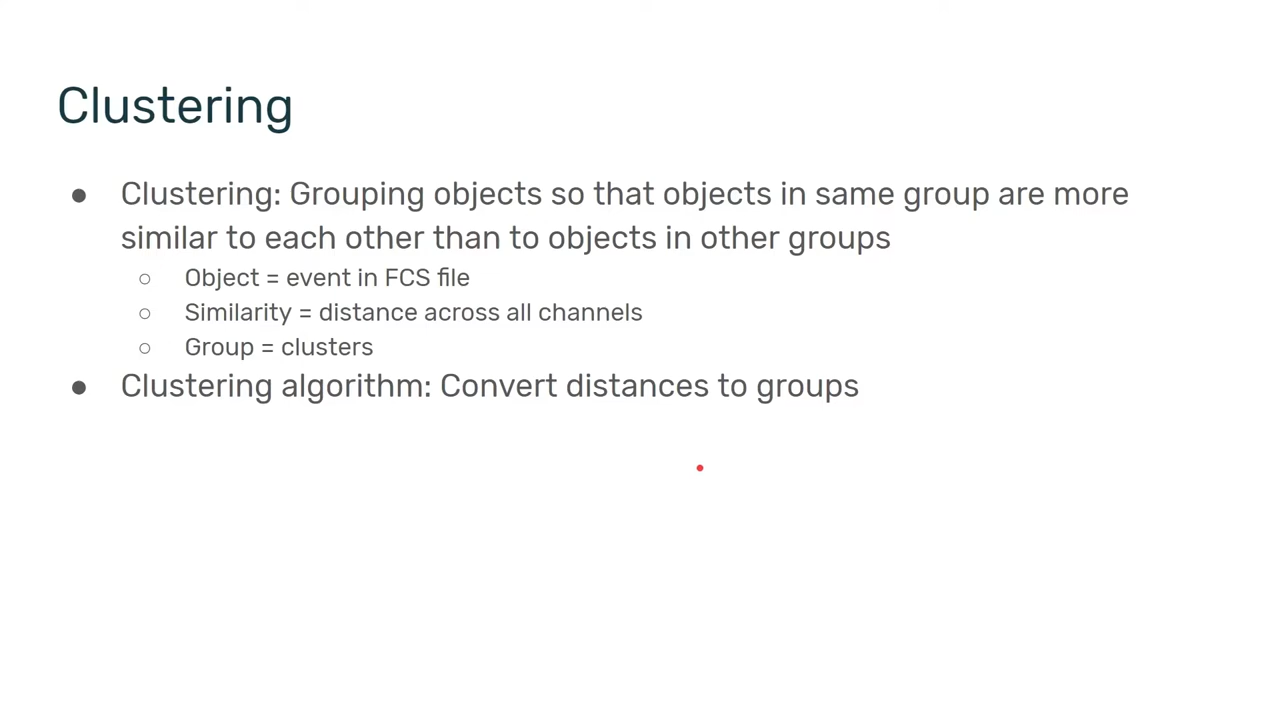 Clustering
● Clustering: Grouping objects so that objects in same group are more
similar to each other than to objects in other groups
○ Object = event in FCS file
○ Similarity = distance across all channels
○ Group = clusters
● Clustering algorithm: Convert distances to groups